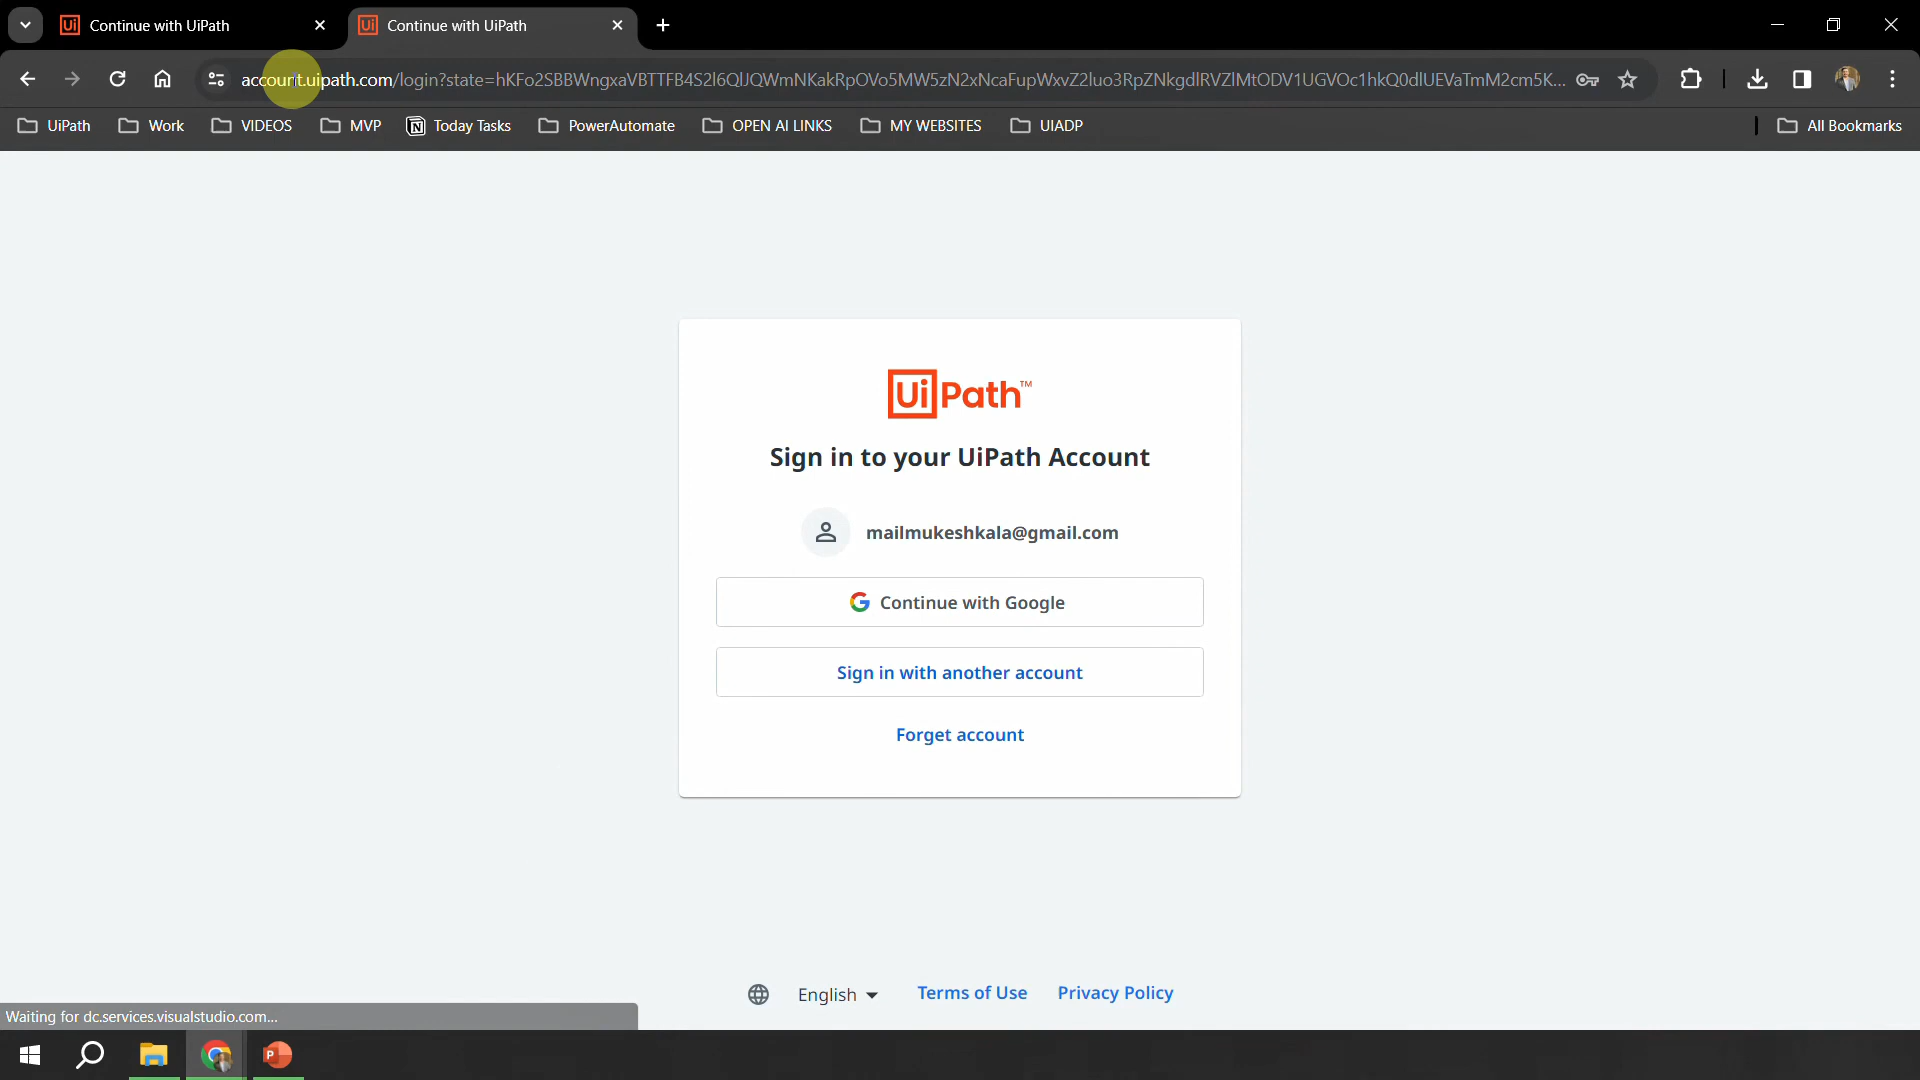 Continue with UiPath
Continue with UiPath
account.uipath.com/login?state=
UiPath
Work
VIDEOS
MVP
Today Tasks
PowerAutomate
OPEN AI LINKS
MY WEBSITES
UIADP
All Bookmarks
UiPath™
Sign in to your UiPath Account
mailmukeshkala@gmail.com
Continue with Google
Sign in with another account
Forget account
English
Terms of Use
Privacy Policy
Waiting for dc.services.visualstudio.com...